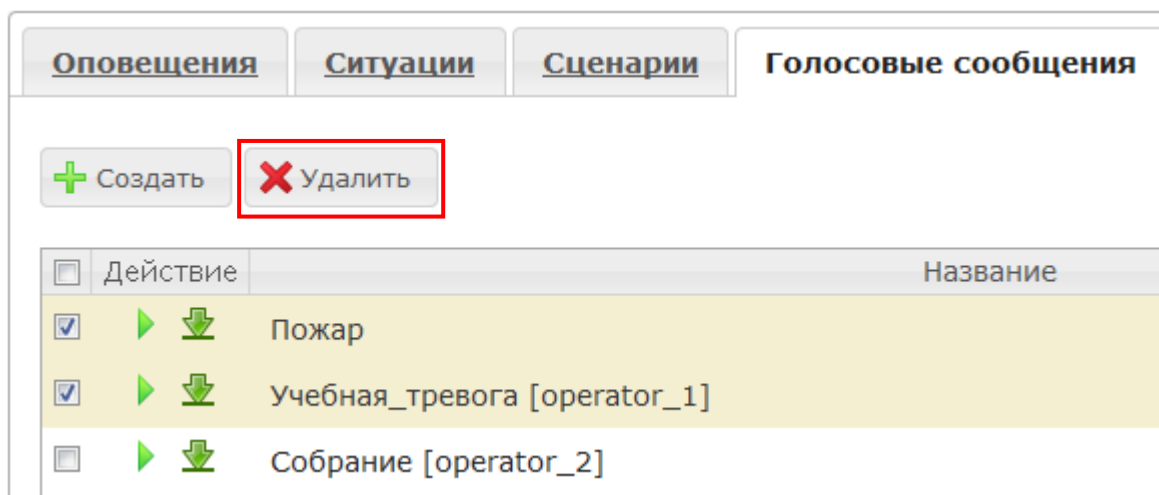 Оповещения Ситуации Сценарии Голосовые сообщения
Создать Удалить
Действие Название
Пожар
Учебная_тревога [operator_1]
Собрание [operator_2]